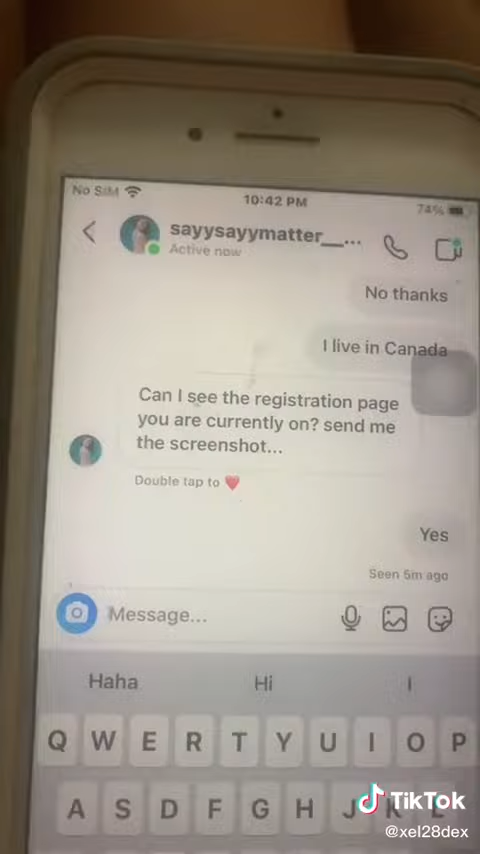 No SIM
10:42 PM
74%
sayysayymatter__...
Active now
No thanks
I live in Canada
Can I see the registration page
you are currently on? send me
the screenshot...
Double tap to ❤️
Yes
Seen 5m ago
Message...
Haha Hi I
Q W E R T Y U I O P
A S D F G H J K L
TikTok
@xel28dex